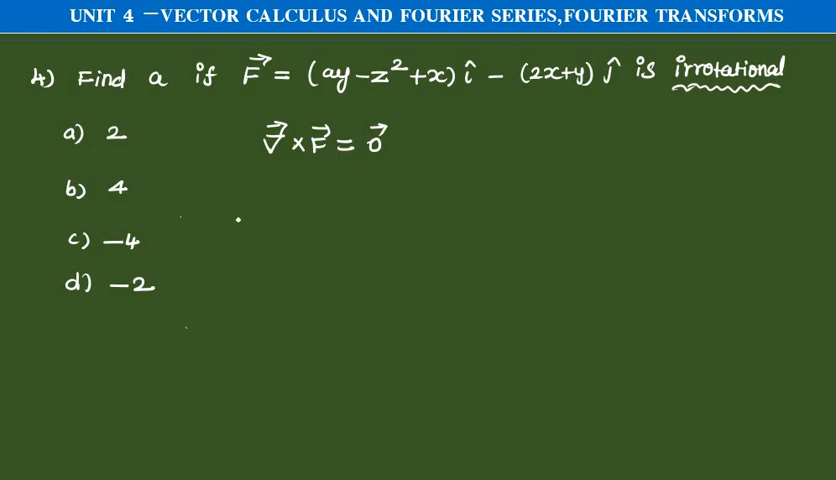 UNIT 4 –VECTOR CALCULUS AND FOURIER SERIES,FOURIER TRANSFORMS
4) Find a if F⃗ = (ay–z²+x) î – (2x+y) ĵ is irrotational
a) 2
∇⃗ × F⃗ = 0⃗
b) 4
c) –4
d) –2